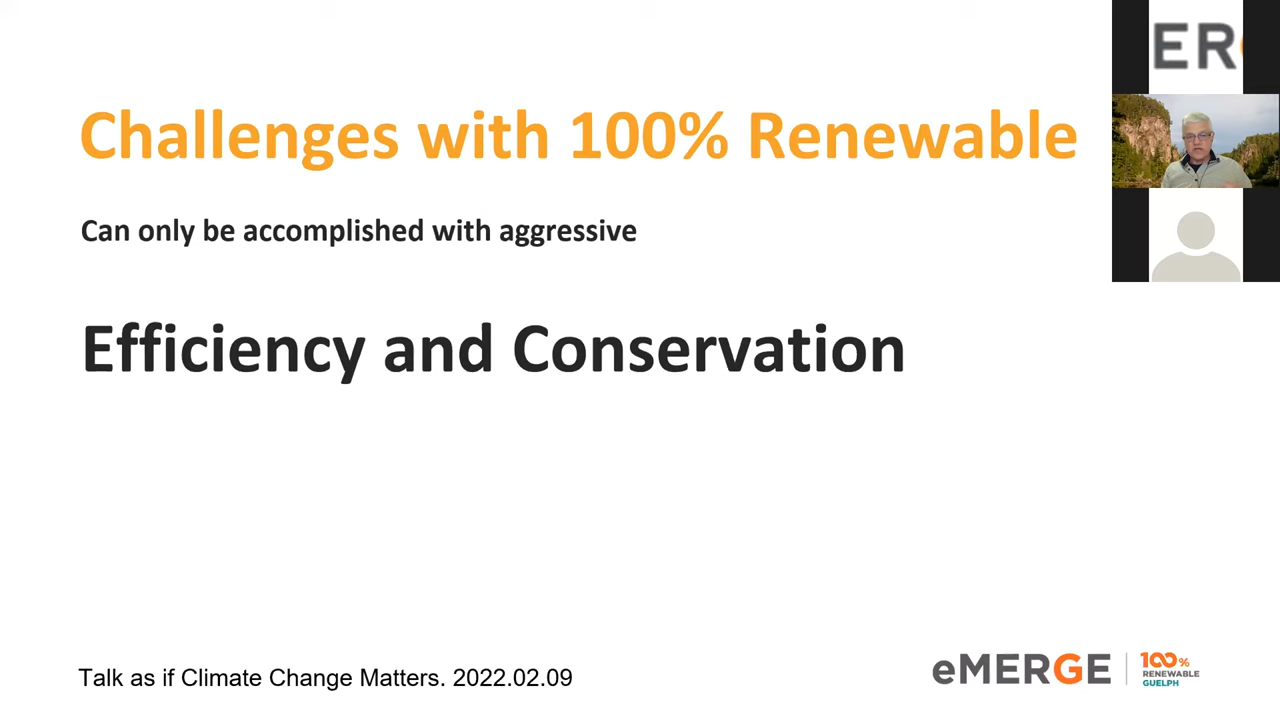 ER
Challenges with 100% Renewable
Can only be accomplished with aggressive
Efficiency and Conservation
Talk as if Climate Change Matters. 2022.02.09
eMERGE
100%
RENEWABLE
GUELPH